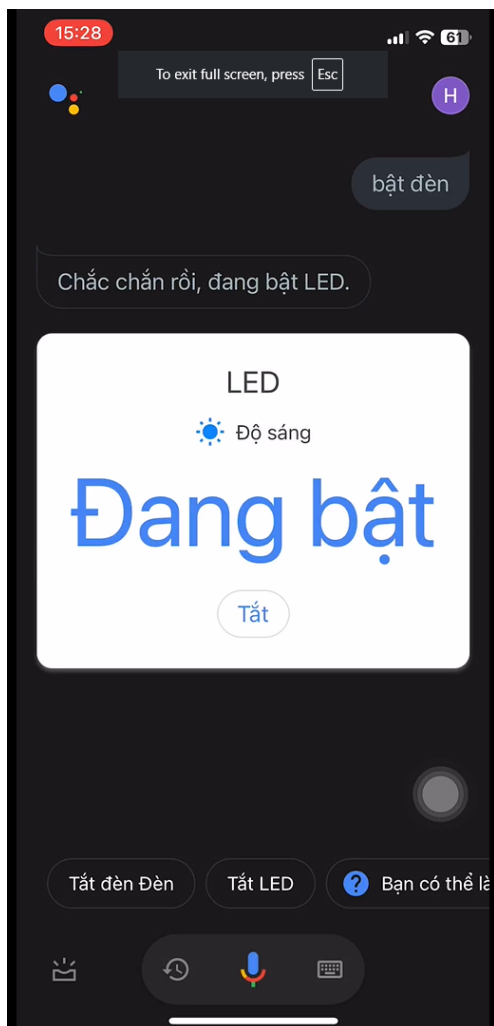 15:28
61
To exit full screen, press Esc
H
bật đèn
Chắc chắn rồi, đang bật LED.
LED
Độ sáng
Đang bật
Tắt
Tắt đèn Đèn
Tắt LED
? Bạn có thể là